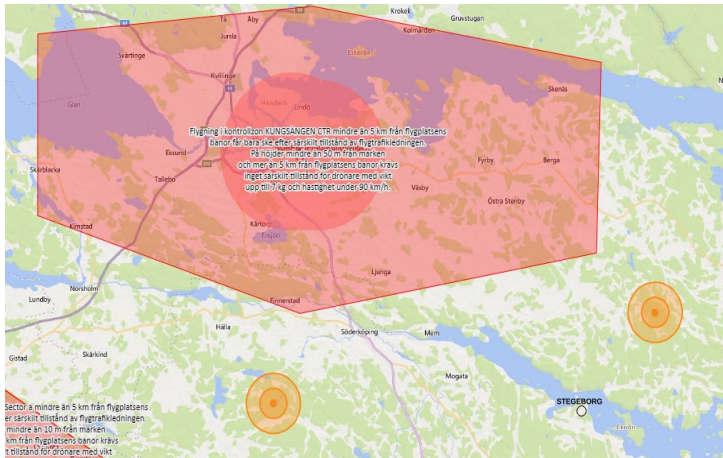 Krokek
Tå
Åby
Gruvstugan
Kolmården
Jursla
Svärtinge
Esterön
Kvillinge
Skenäs
Glan
Händelö
Lindö
Flygning i kontrollzon KUNGSÄNGEN CTR mindre än 5 km från flygplatsens
banor får bara ske efter särskilt tillstånd av flygtrafikledningen.
På höjder mindre än 50 m från marken
och mer än 5 km från flygplatsens banor krävs
inget särskilt tillstånd för drönare med vikt
upp till 7 kg och hastighet under 90 km/h.
Eksund
Fyrby
Berga
Skärblacka
Tallebo
Väsby
Östra Stenby
Kimstad
Kårtorp
Ensjön
Ljunga
Norsholm
Lundby
Finnerstad
Hälla
Söderköping
Mem
Gistad
Skärkind
Mogata
STEGEBORG
Sector a mindre än 5 km från flygplatsens
er särskilt tillstånd av flygtrafikledningen.
mindre än 10 m från marken
km från flygplatsens banor krävs
t tillstånd för drönare med vikt
Eknön